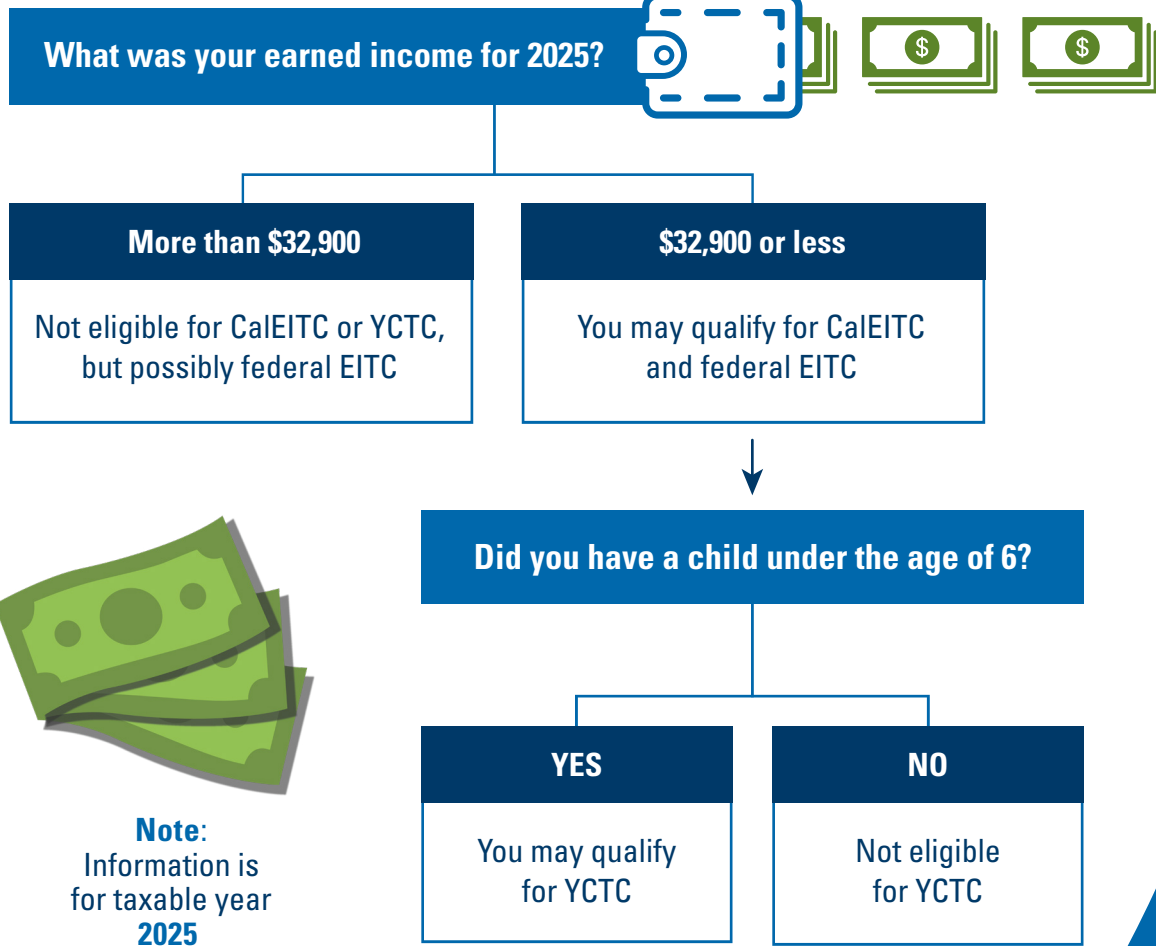 What was your earned income for 2025?
$
$
More than $32,900
Not eligible for CalEITC or YCTC,
but possibly federal EITC
$32,900 or less
You may qualify for CalEITC
and federal EITC
Did you have a child under the age of 6?
YES
You may qualify
for YCTC
NO
Not eligible
for YCTC
Note:
Information is
for taxable year
2025